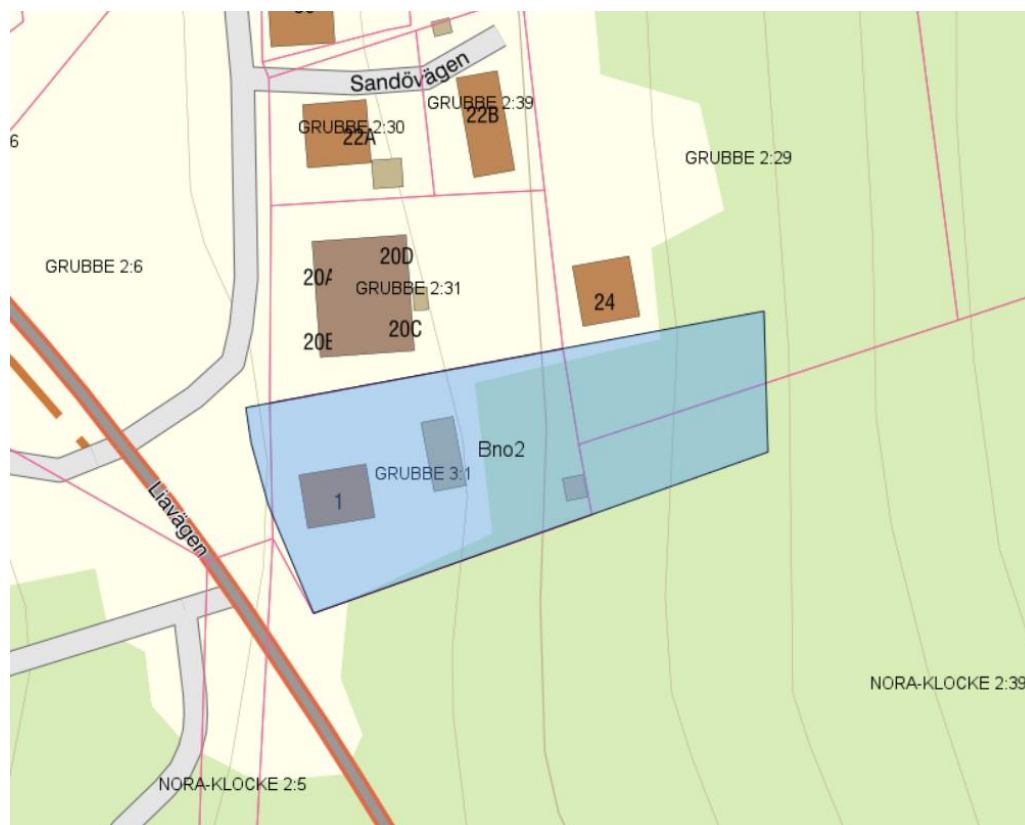 Sandövägen
GRUBBE 2:39
22B
GRUBBE 2:30
22A
6
GRUBBE 2:29
20D
GRUBBE 2:6
20A
GRUBBE 2:31
24
20C
Bno2
GRUBBE 3:1
1
Liavägen
NORA-KLOCKE 2:39
NORA-KLOCKE 2:5